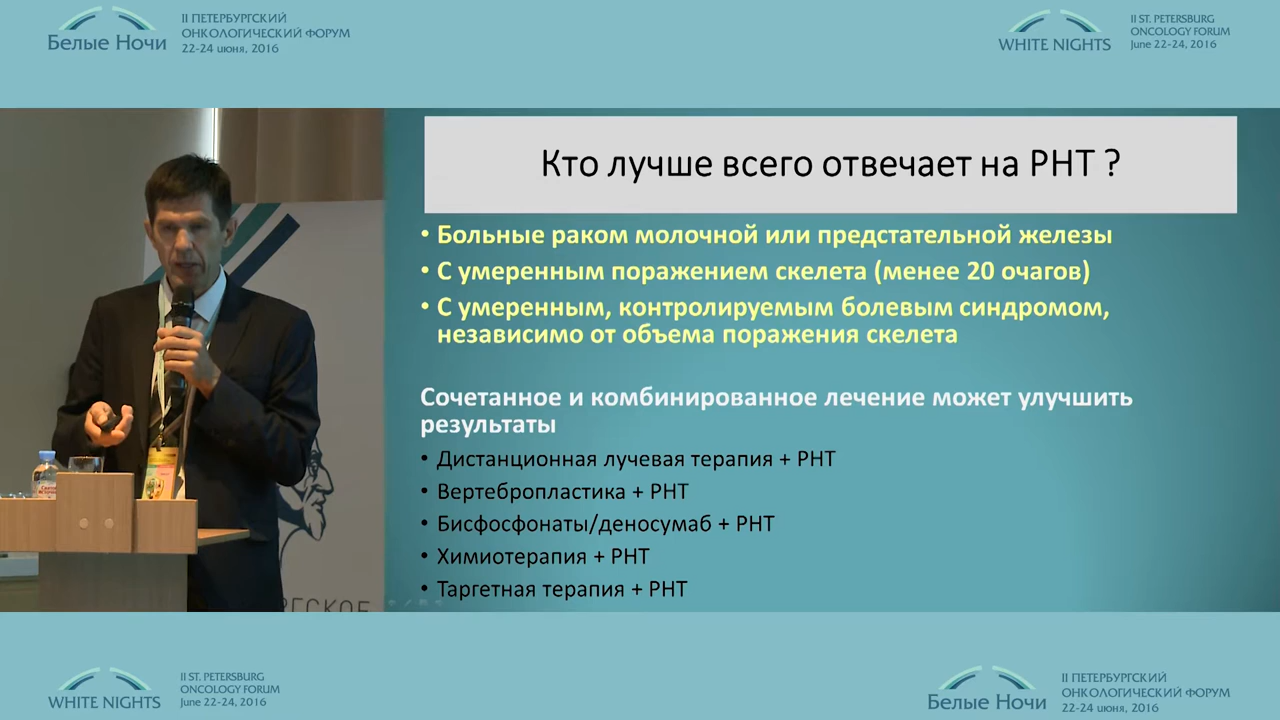 Белые Ночи
II ПЕТЕРБУРГСКИЙ
ОНКОЛОГИЧЕСКИЙ ФОРУМ
22-24 июня, 2016
WHITE NIGHTS
II ST. PETERSBURG
ONCOLOGY FORUM
June 22-24, 2016
Кто лучше всего отвечает на РНТ ?
• Больные раком молочной или предстательной железы
• С умеренным поражением скелета (менее 20 очагов)
• С умеренным, контролируемым болевым синдромом,
независимо от объема поражения скелета
Сочетанное и комбинированное лечение может улучшить
результаты
• Дистанционная лучевая терапия + РНТ
• Вертебропластика + РНТ
• Бисфосфонаты/деносумаб + РНТ
• Химиотерапия + РНТ
• Таргетная терапия + РНТ
WHITE NIGHTS
II ST. PETERSBURG
ONCOLOGY FORUM
June 22-24, 2016
Белые Ночи
II ПЕТЕРБУРГСКИЙ
ОНКОЛОГИЧЕСКИЙ ФОРУМ
22-24 июня, 2016